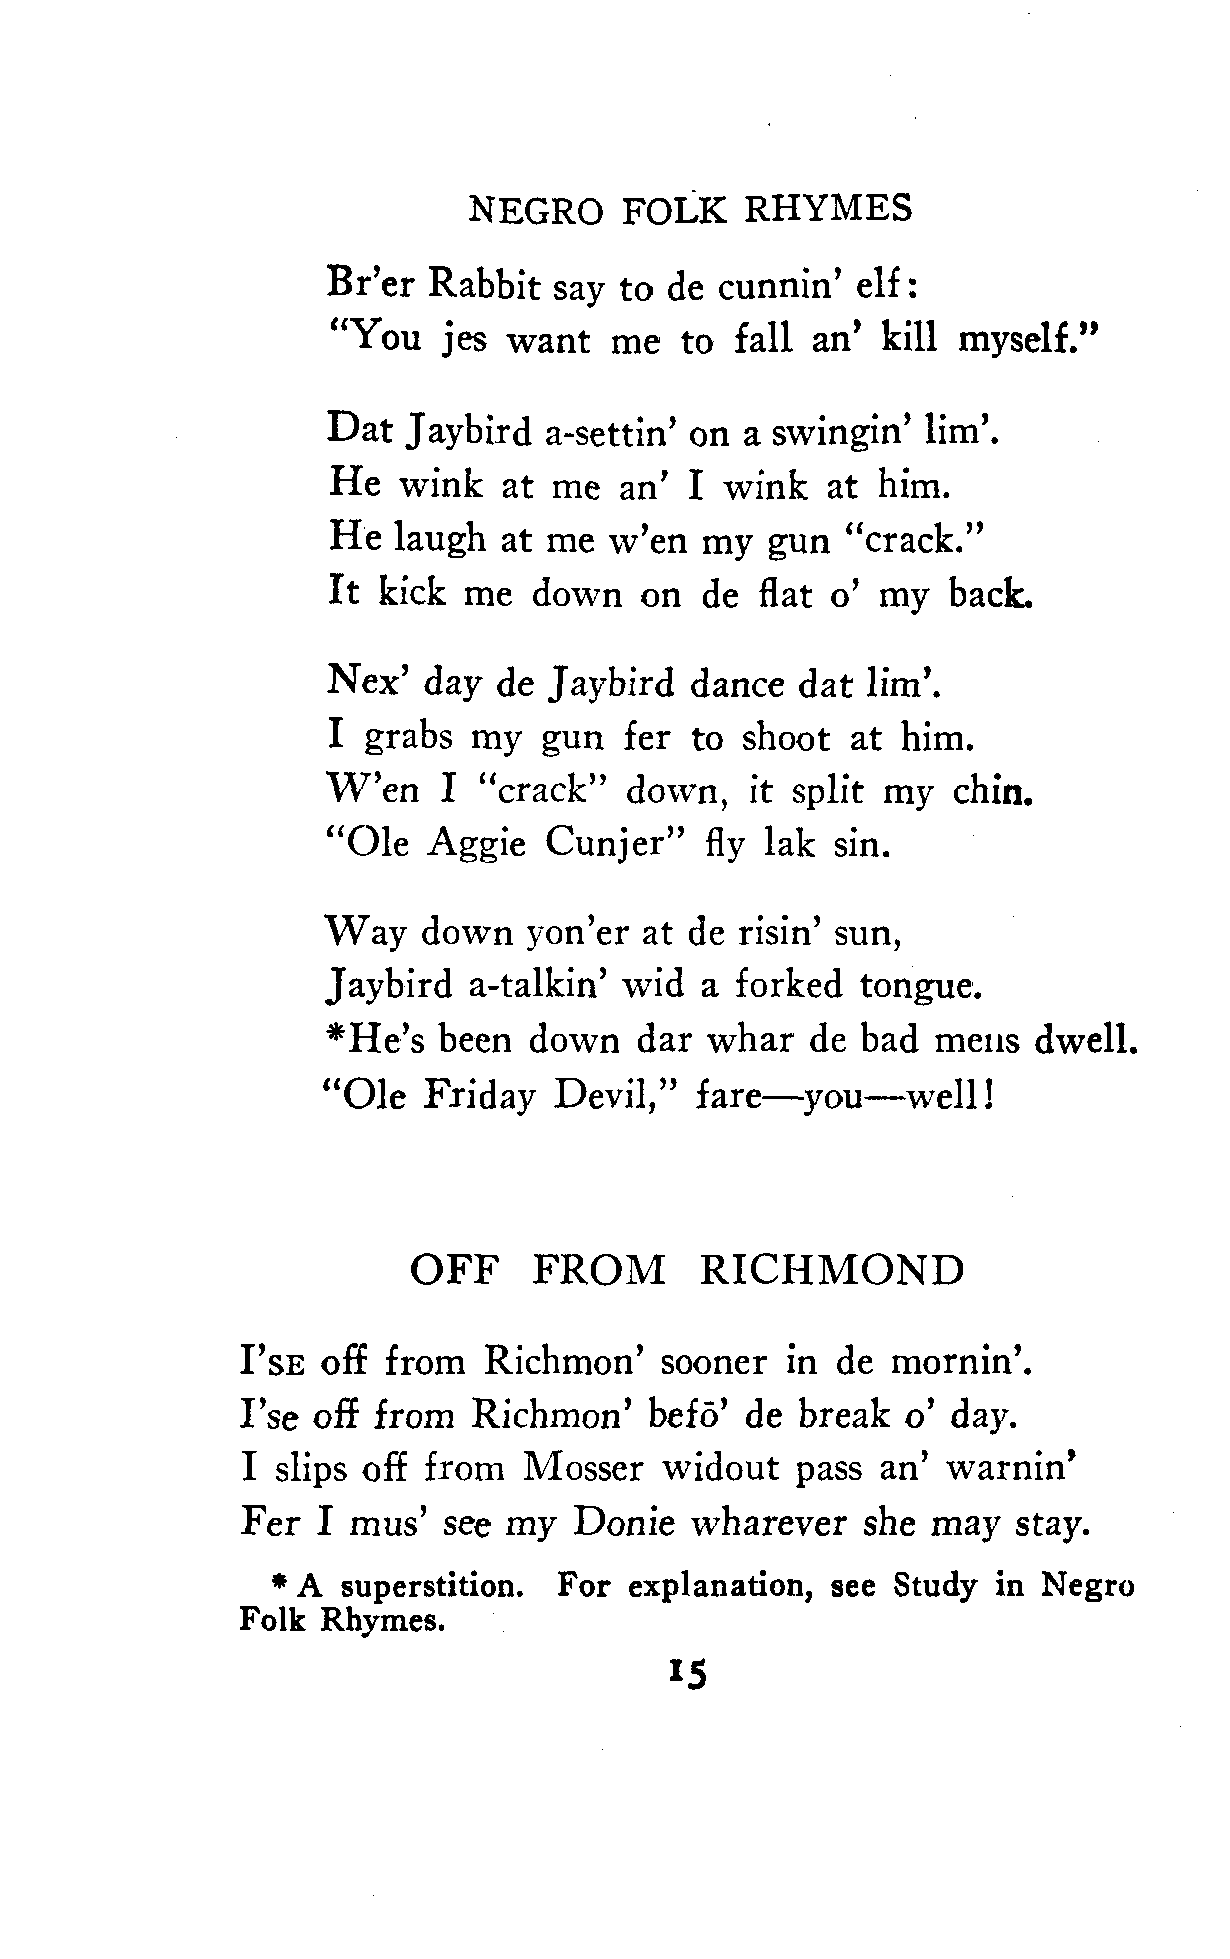 NEGRO FOLK RHYMES
Br'er Rabbit say to de cunnin' elf:
"You jes want me to fall an' kill myself."
Dat Jaybird a-settin' on a swingin' lim'.
He wink at me an' I wink at him.
He laugh at me w'en my gun "crack."
It kick me down on de flat o' my back.
Nex' day de Jaybird dance dat lim'.
I grabs my gun fer to shoot at him.
W'en I "crack" down, it split my chin.
"Ole Aggie Cunjer" fly lak sin.
Way down yon'er at de risin' sun,
Jaybird a-talkin' wid a forked tongue.
*He's been down dar whar de bad mens dwell.
"Ole Friday Devil," fare—you—well!
OFF FROM RICHMOND
I'SE off from Richmon' sooner in de mornin'.
I'se off from Richmon' befō' de break o' day.
I slips off from Mosser widout pass an' warnin'
Fer I mus' see my Donie wharever she may stay.
* A superstition. For explanation, see Study in Negro
Folk Rhymes.
15